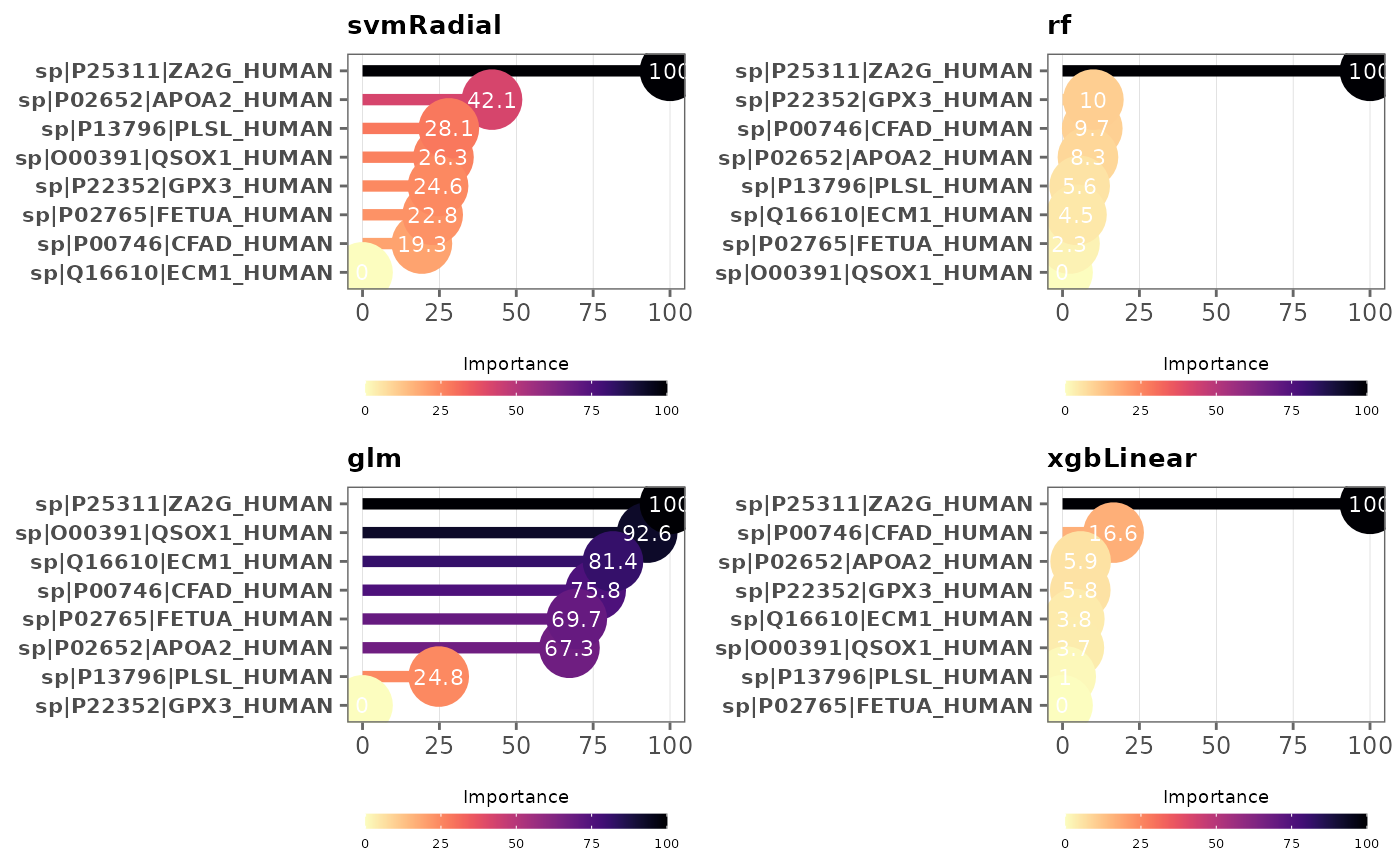 svmRadial
sp|P25311|ZA2G_HUMAN 100
sp|P02652|APOA2_HUMAN 42.1
sp|P13796|PLSL_HUMAN 28.1
sp|O00391|QSOX1_HUMAN 26.3
sp|P22352|GPX3_HUMAN 24.6
sp|P02765|FETUA_HUMAN 22.8
sp|P00746|CFAD_HUMAN 19.3
sp|Q16610|ECM1_HUMAN 0
0 25 50 75 100
Importance
0 25 50 75 100
rf
sp|P25311|ZA2G_HUMAN 100
sp|P22352|GPX3_HUMAN 10
sp|P00746|CFAD_HUMAN 9.7
sp|P02652|APOA2_HUMAN 8.3
sp|P13796|PLSL_HUMAN 5.6
sp|Q16610|ECM1_HUMAN 4.5
sp|P02765|FETUA_HUMAN 2.3
sp|O00391|QSOX1_HUMAN 0
0 25 50 75 100
Importance
0 25 50 75 100
glm
sp|P25311|ZA2G_HUMAN 100
sp|O00391|QSOX1_HUMAN 92.6
sp|Q16610|ECM1_HUMAN 81.4
sp|P00746|CFAD_HUMAN 75.8
sp|P02765|FETUA_HUMAN 69.7
sp|P02652|APOA2_HUMAN 67.3
sp|P13796|PLSL_HUMAN 24.8
sp|P22352|GPX3_HUMAN 0
0 25 50 75 100
Importance
0 25 50 75 100
xgbLinear
sp|P25311|ZA2G_HUMAN 100
sp|P00746|CFAD_HUMAN 16.6
sp|P02652|APOA2_HUMAN 5.9
sp|P22352|GPX3_HUMAN 5.8
sp|Q16610|ECM1_HUMAN 3.8
sp|O00391|QSOX1_HUMAN 3.7
sp|P13796|PLSL_HUMAN 1
sp|P02765|FETUA_HUMAN 0
0 25 50 75 100
Importance
0 25 50 75 100